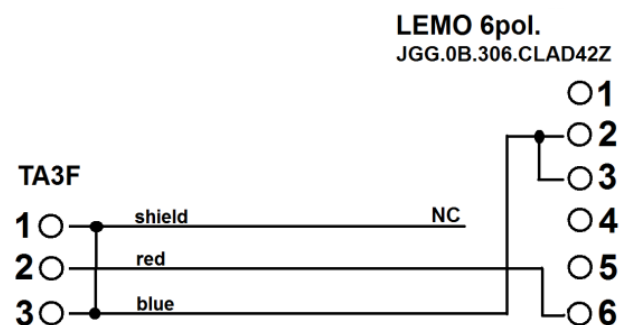 LEMO 6pol.
JGG.0B.306.CLAD42Z
1
2
TA3F
3
1 shield NC 4
2 red 5
3 blue 6